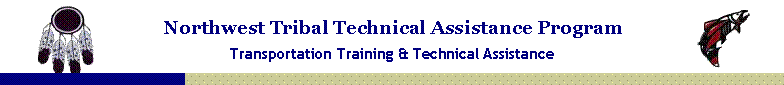 Northwest Tribal Technical Assistance Program
Transportation Training & Technical Assistance